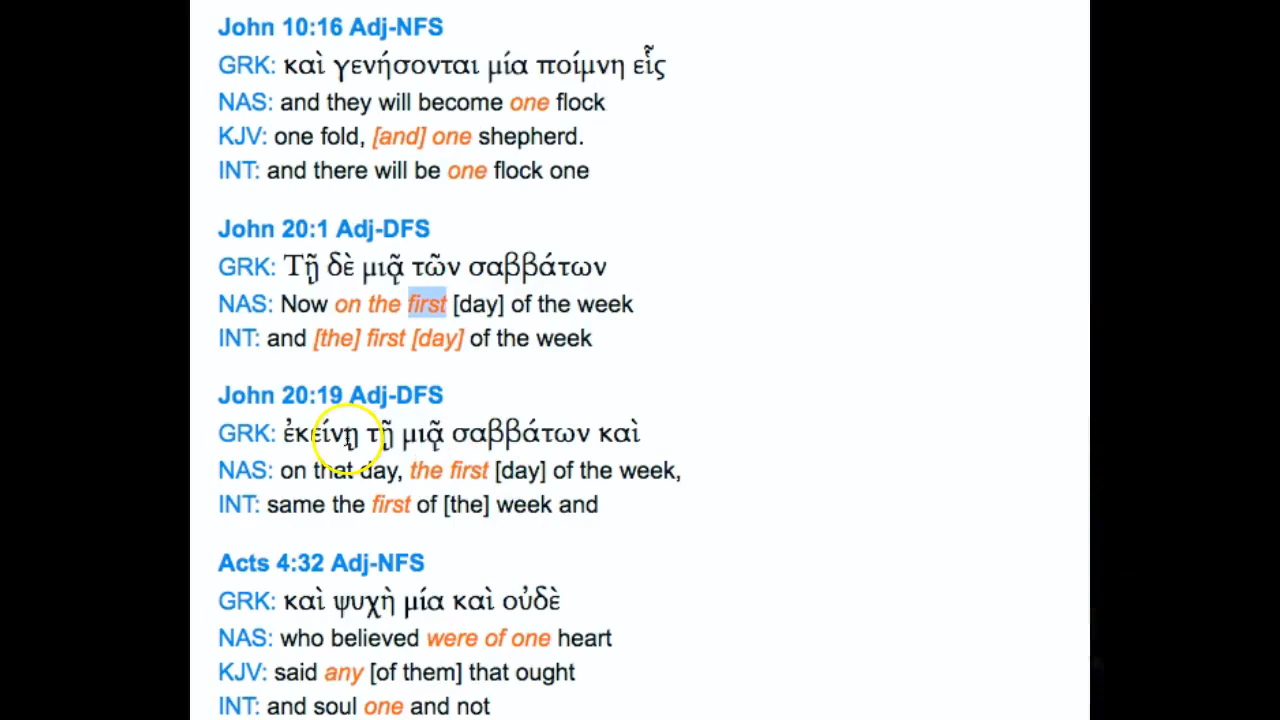 John 10:16 Adj-NFS
GRK: καὶ γενήσονται μία ποίμνη εἷς
NAS: and they will become one flock
KJV: one fold, [and] one shepherd.
INT: and there will be one flock one
John 20:1 Adj-DFS
GRK: Τῇ δὲ μιᾷ τῶν σαββάτων
NAS: Now on the first [day] of the week
INT: and [the] first [day] of the week
John 20:19 Adj-DFS
GRK: ἐκείνῃ τῇ μιᾷ σαββάτων καὶ
NAS: on that day, the first [day] of the week,
INT: same the first of [the] week and
Acts 4:32 Adj-NFS
GRK: καὶ ψυχὴ μία καὶ οὐδὲ
NAS: who believed were of one heart
KJV: said any [of them] that ought
INT: and soul one and not